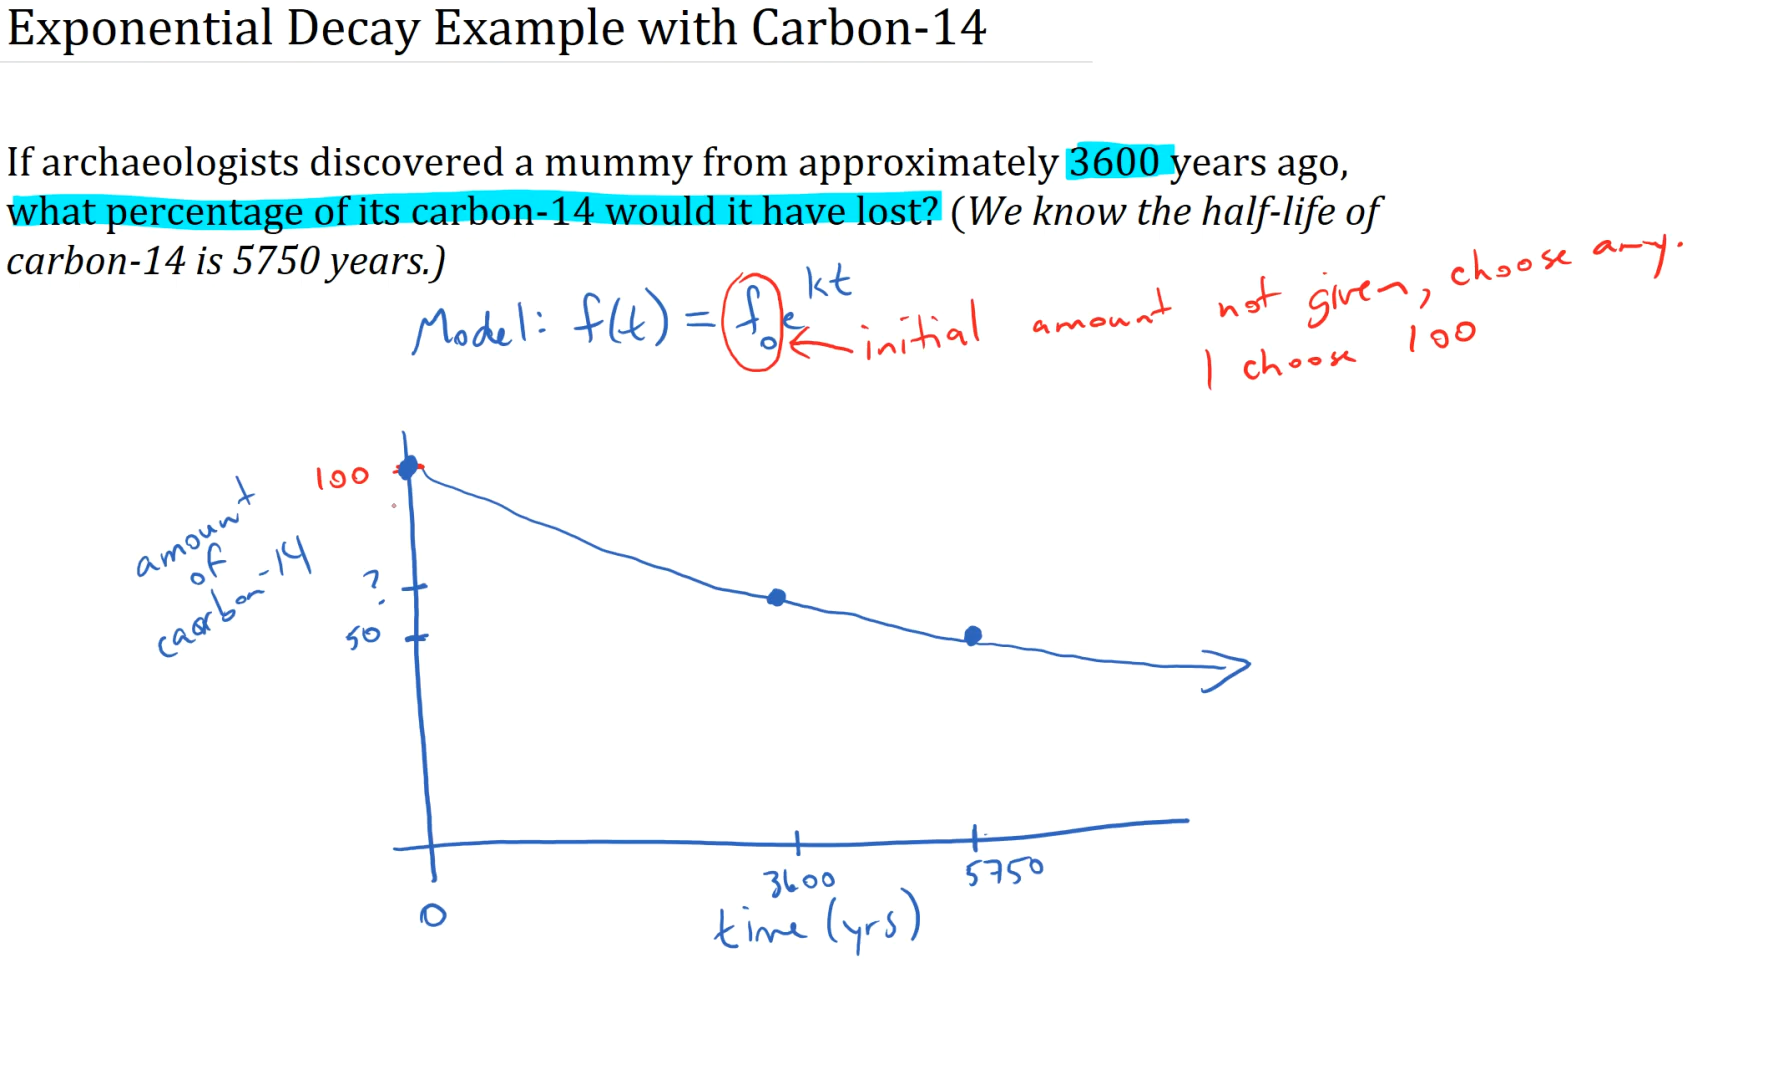 Exponential Decay Example with Carbon-14
If archaeologists discovered a mummy from approximately 3600 years ago,
what percentage of its carbon-14 would it have lost? (We know the half-life of
carbon-14 is 5750 years.)
Model: f(t) = f₀e^kt
initial amount not given, choose any.
I choose 100
100
amount
of
carbon-14
?
50
3600
5750
0
time (yrs)